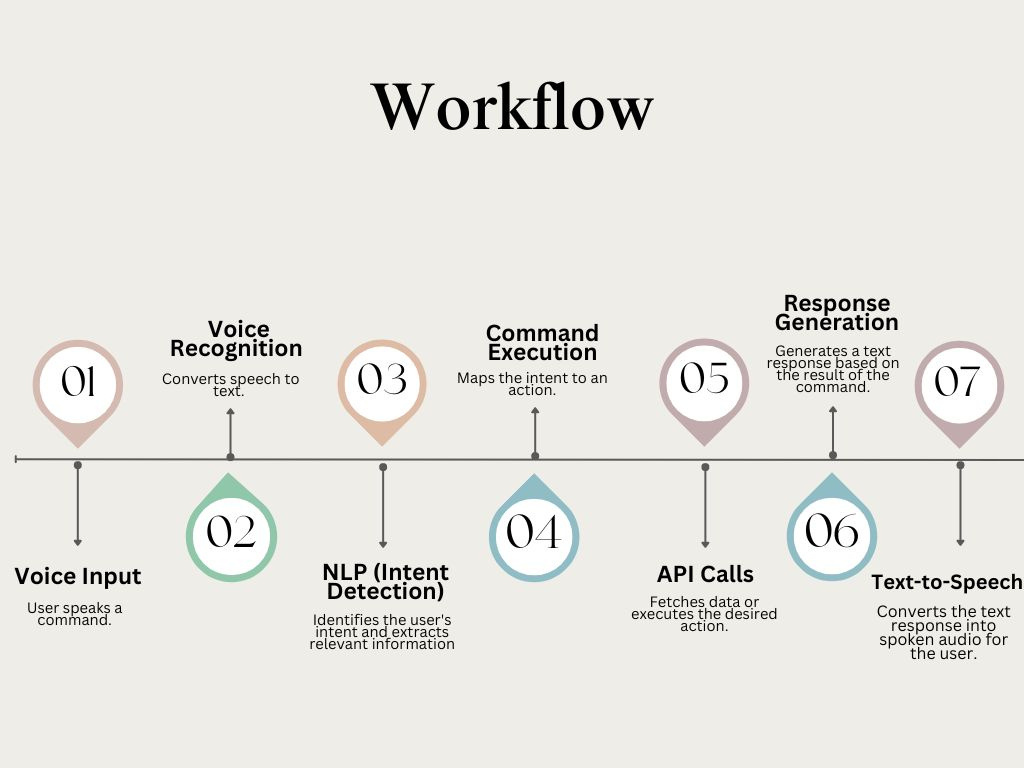 Workflow
01
Voice Input
User speaks a
command.
Voice
Recognition
Converts speech to
text.
02
03
NLP (Intent
Detection)
Identifies the user's
intent and extracts
relevant information
Command
Execution
Maps the intent to an
action.
04
05
API Calls
Fetches data or
executes the desired
action.
Response
Generation
Generates a text
response based on
the result of the
command.
06
07
Text-to-Speech
Converts the text
response into
spoken audio for
the user.